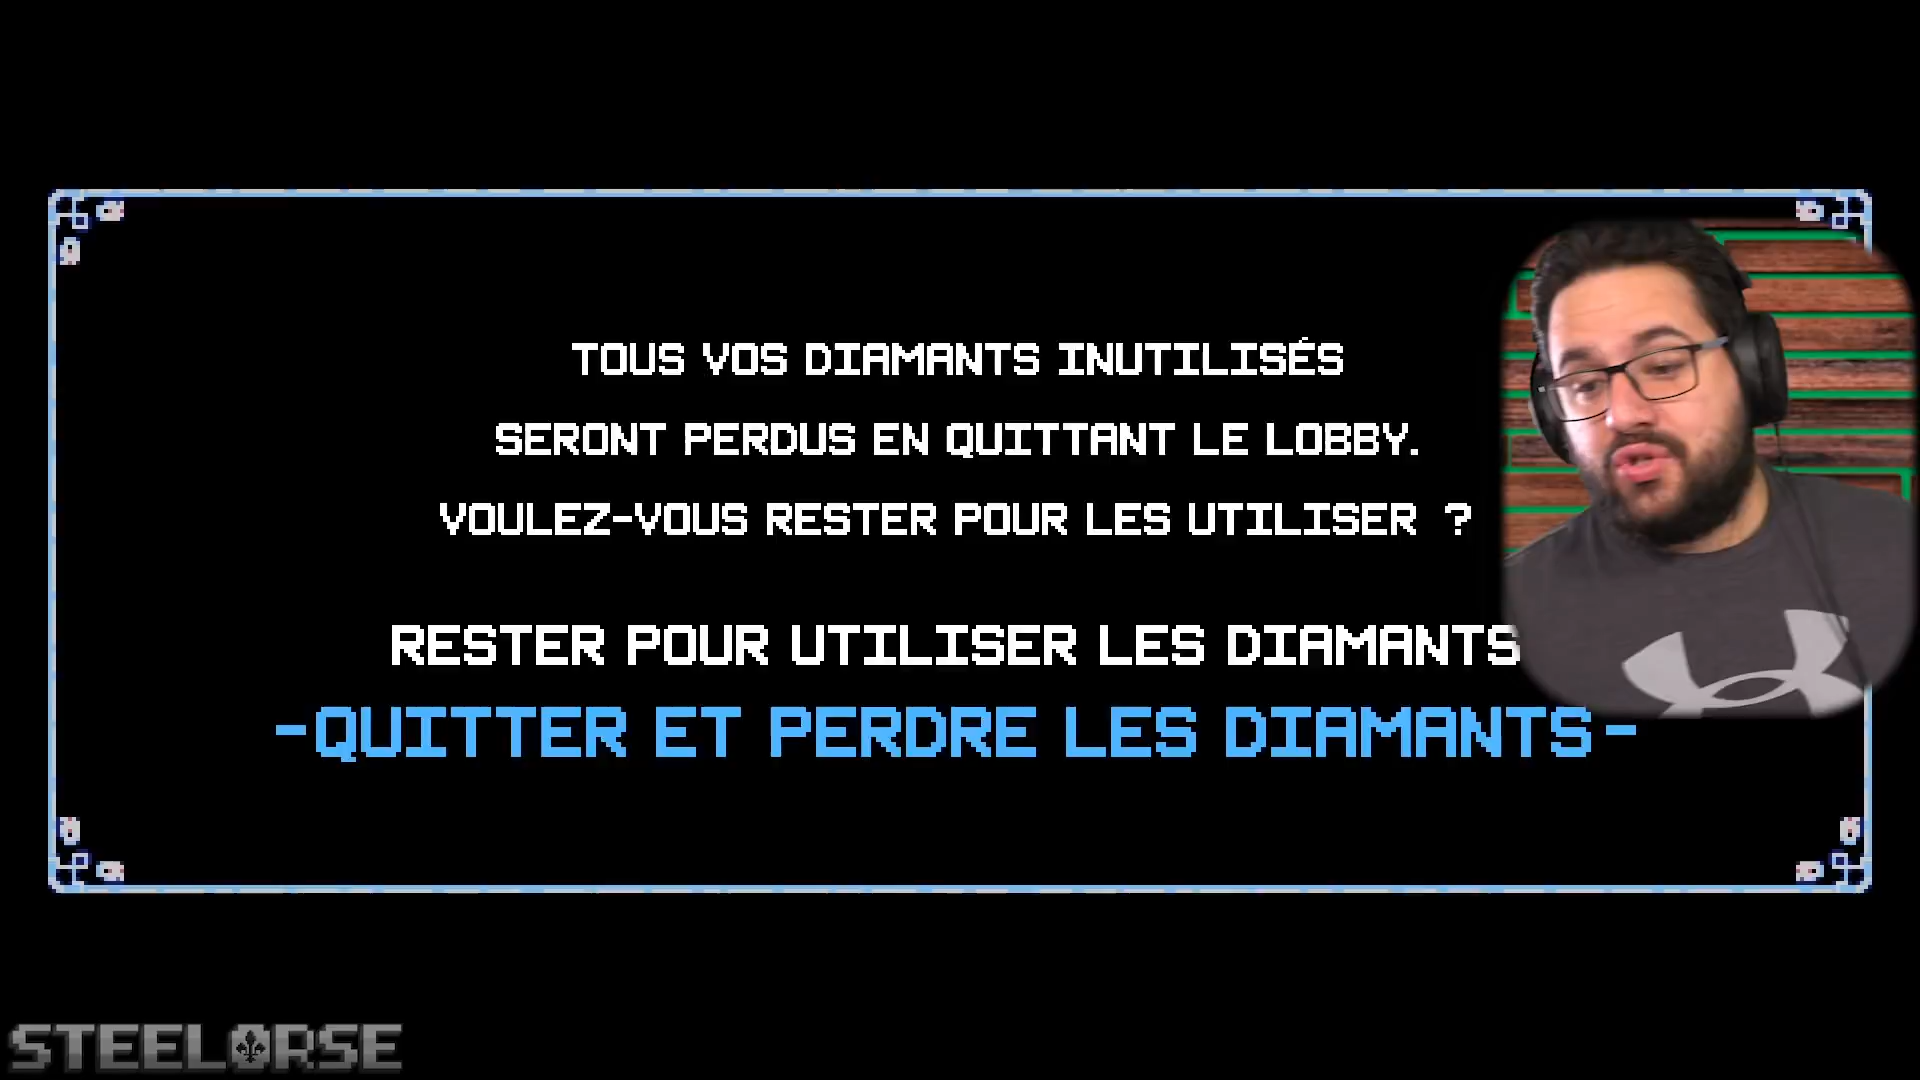 TOUS VOS DIAMANTS INUTILISÉS
SERONT PERDUS EN QUITTANT LE LOBBY.
VOULEZ-VOUS RESTER POUR LES UTILISER ?
RESTER POUR UTILISER LES DIAMANTS
-QUITTER ET PERDRE LES DIAMANTS-
STEELORSE